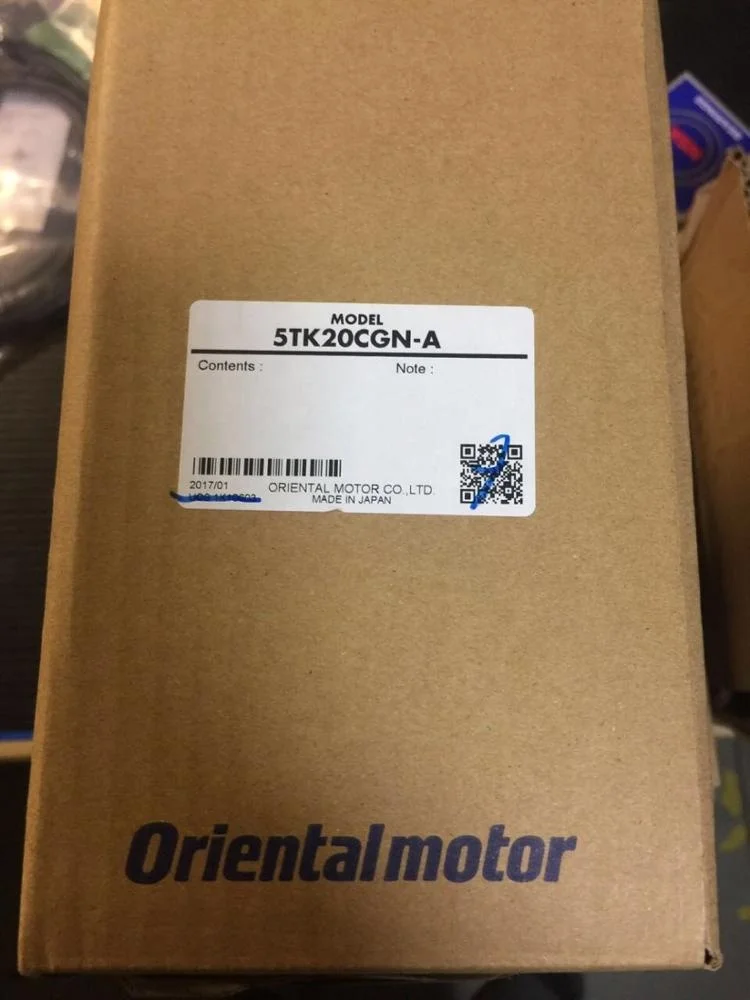 MODEL
5TK20CGN-A
Contents :
Note :
2017/01
ORIENTAL MOTOR CO.,LTD.
MADE IN JAPAN
Orientalmotor